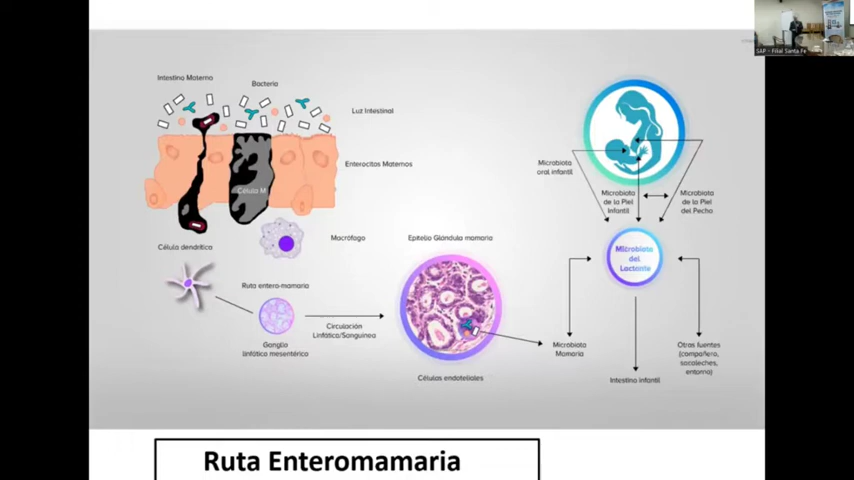 SAP - Filial Santa Fe
Intestino Materno
Bacteria
Luz Intestinal
Enterocitos Maternos
Célula M
Célula dendrítica
Macrófago
Ruta entero-mamaria
Ganglio
linfático mesentérico
Circulación
Linfática/Sanguínea
Epitelio Glandula mamaria
Células endoteliales
Microbiota
oral infantil
Microbiota
de la Piel
Infantil
Microbiota
de la Piel
del Pecho
Microbiota
del
Lactante
Microbiota
Mamaria
Intestino infantil
Otras fuentes
(compañero,
sacaleches,
entorno)
Ruta Enteromamaria